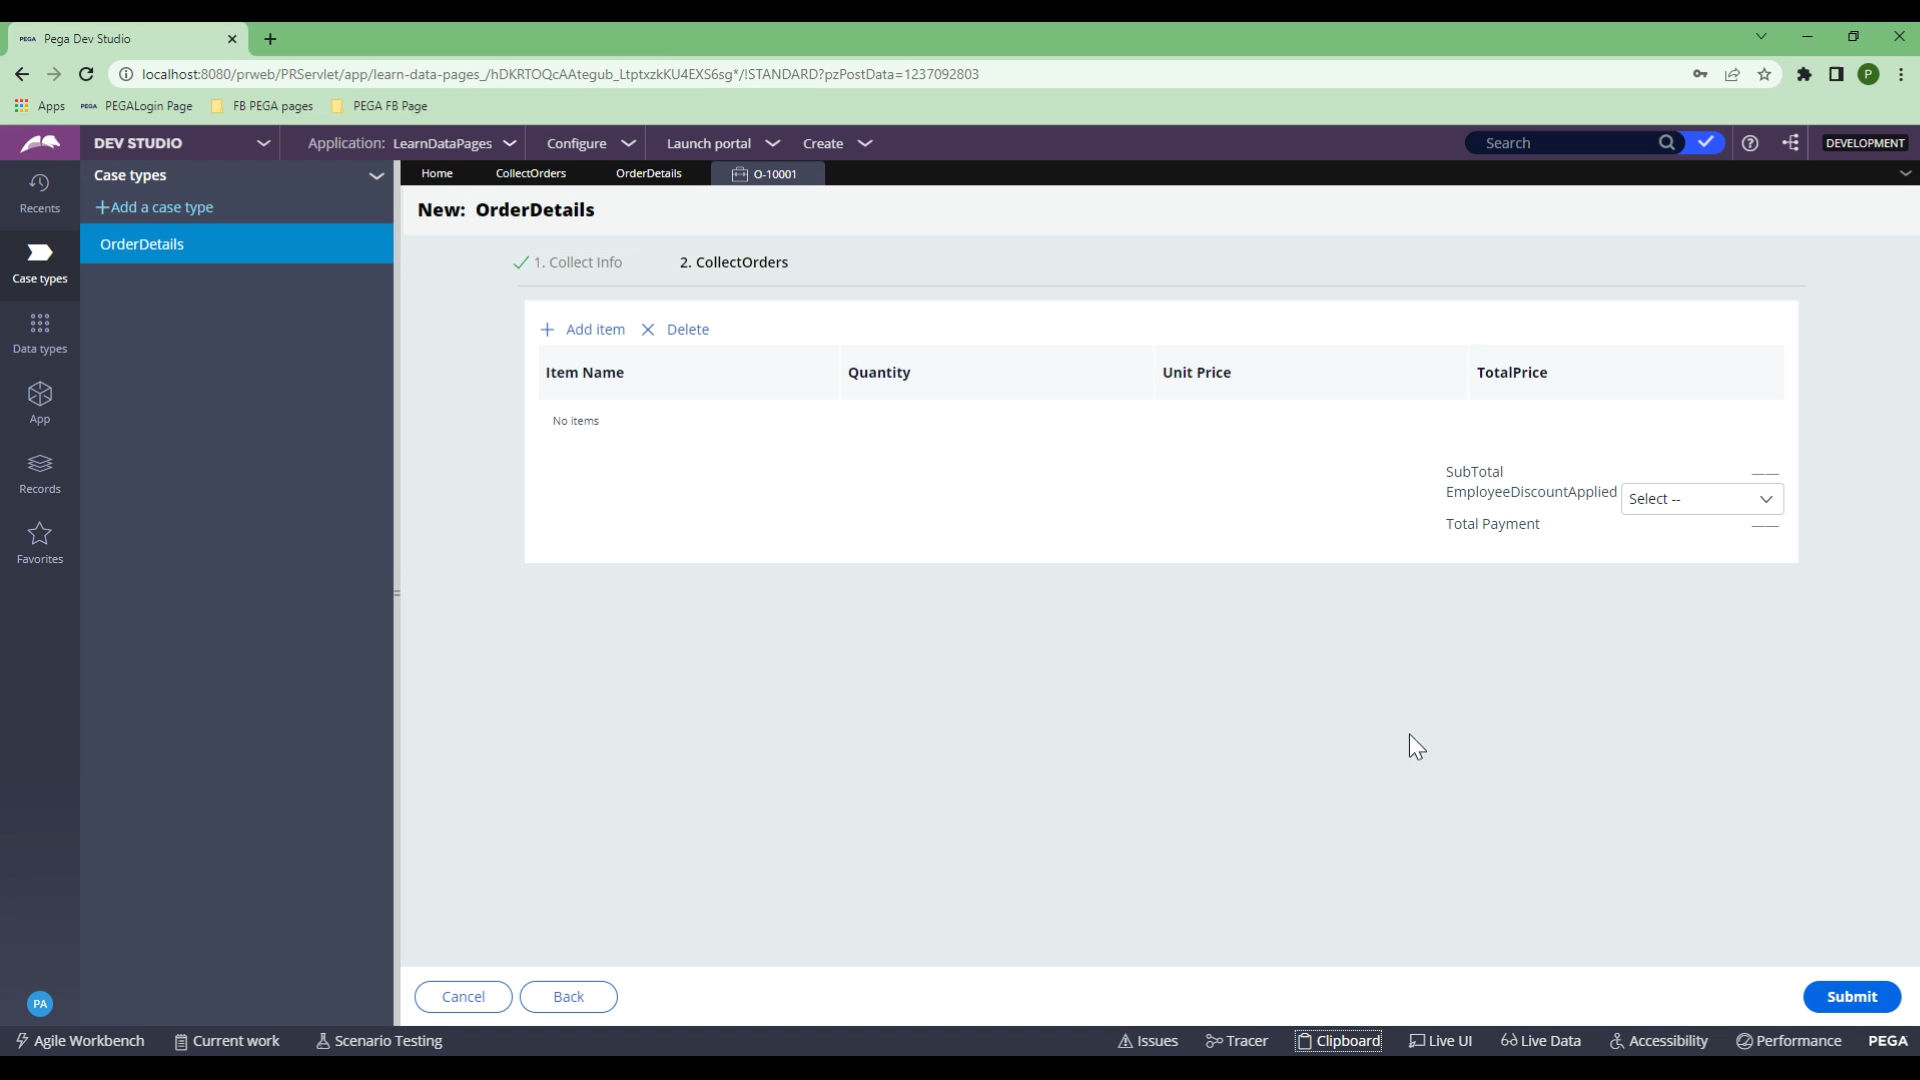 PEGA Pega Dev Studio
localhost:8080/prweb/PRServlet/app/learn-data-pages_/hDKRTOQcAAtegub_LtptxzkKU4EXS6sg*/!STANDARD?pzPostData=1237092803
P
Apps PEGA PEGALogin Page FB PEGA pages PEGA FB Page
DEV STUDIO Application: LearnDataPages Configure Launch portal Create Search DEVELOPMENT
Recents
Case types
Data types
App
Records
Favorites
PA
Case types
Add a case type
OrderDetails
Home CollectOrders OrderDetails O-10001
New: OrderDetails
1. Collect Info 2. CollectOrders
Add item Delete
Item Name Quantity Unit Price TotalPrice
No items
SubTotal ——
EmployeeDiscountApplied Select --
Total Payment ——
Cancel Back Submit
Agile Workbench Current work Scenario Testing Issues Tracer Clipboard Live UI Live Data Accessibility Performance PEGA